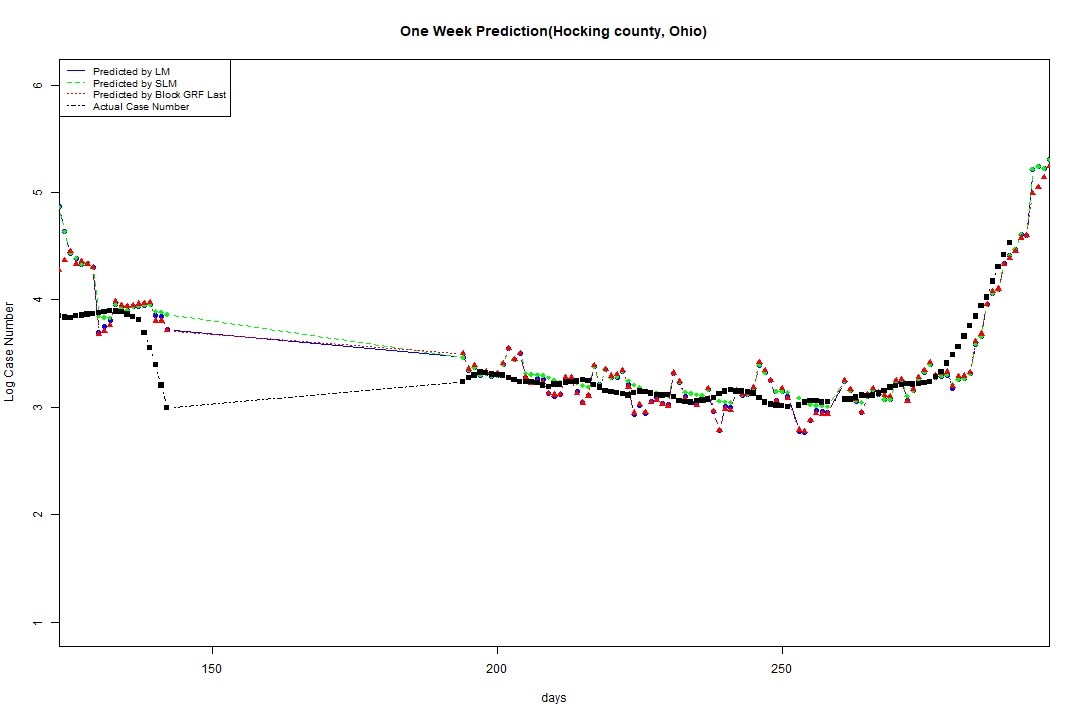 One Week Prediction(Hocking county, Ohio)
Predicted by LM
Predicted by SLM
Predicted by Block GRF Last
Actual Case Number
6
5
4
3
2
1
Log Case Number
150 200 250
days